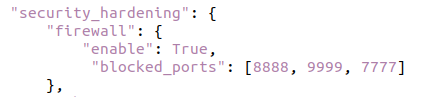 "security_hardening": {
    "firewall": {
        "enable": True,
         "blocked_ports": [8888, 9999, 7777]
    },